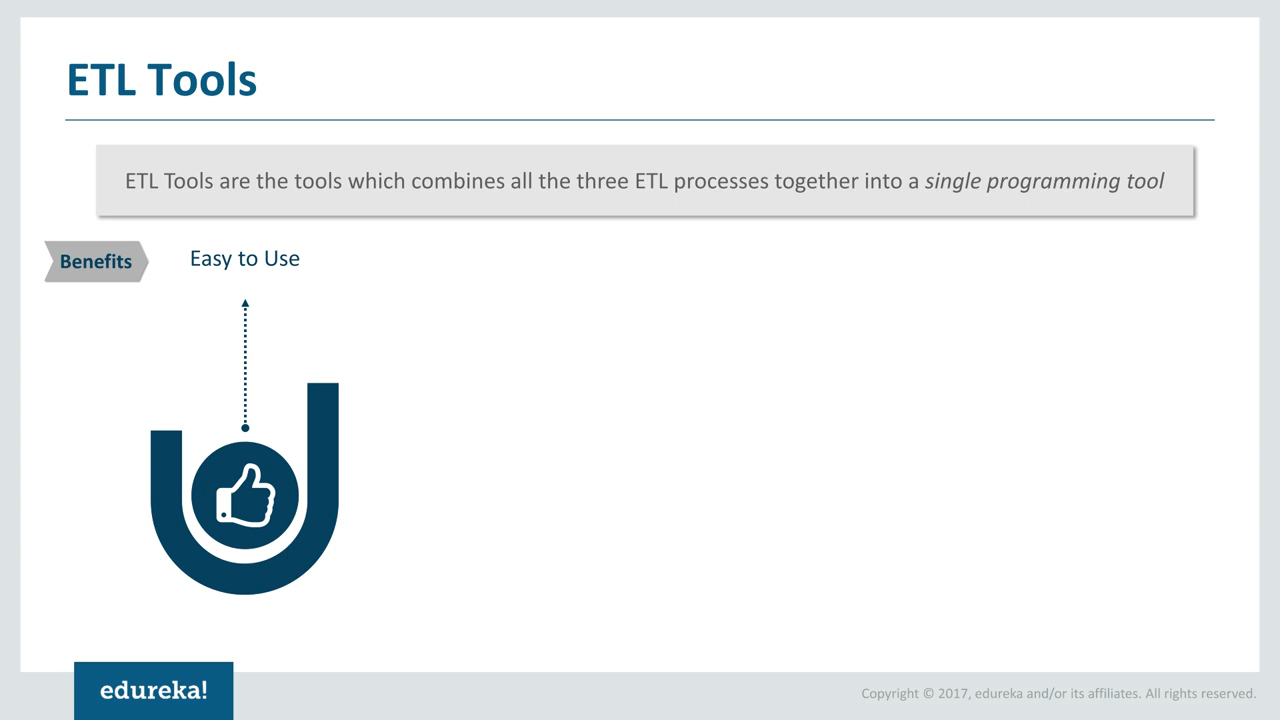 ETL Tools
ETL Tools are the tools which combines all the three ETL processes together into a single programming tool
Benefits
Easy to Use
edureka!
Copyright © 2017, edureka and/or its affiliates. All rights reserved.